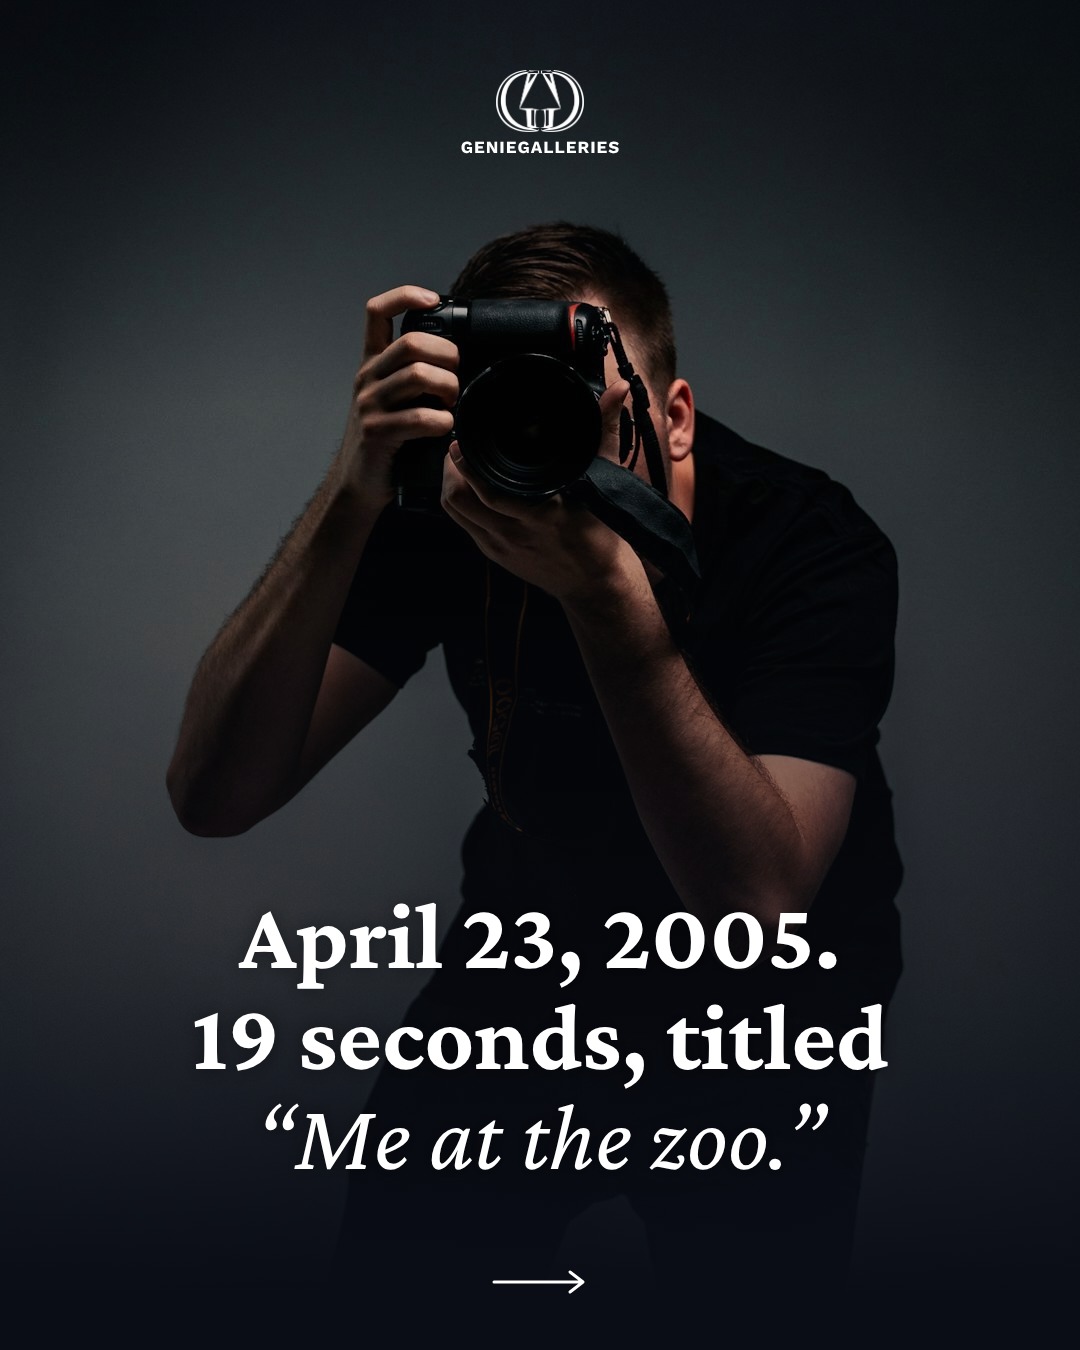 GENIEGALLERIES
April 23, 2005.
19 seconds, titled
“Me at the zoo.”